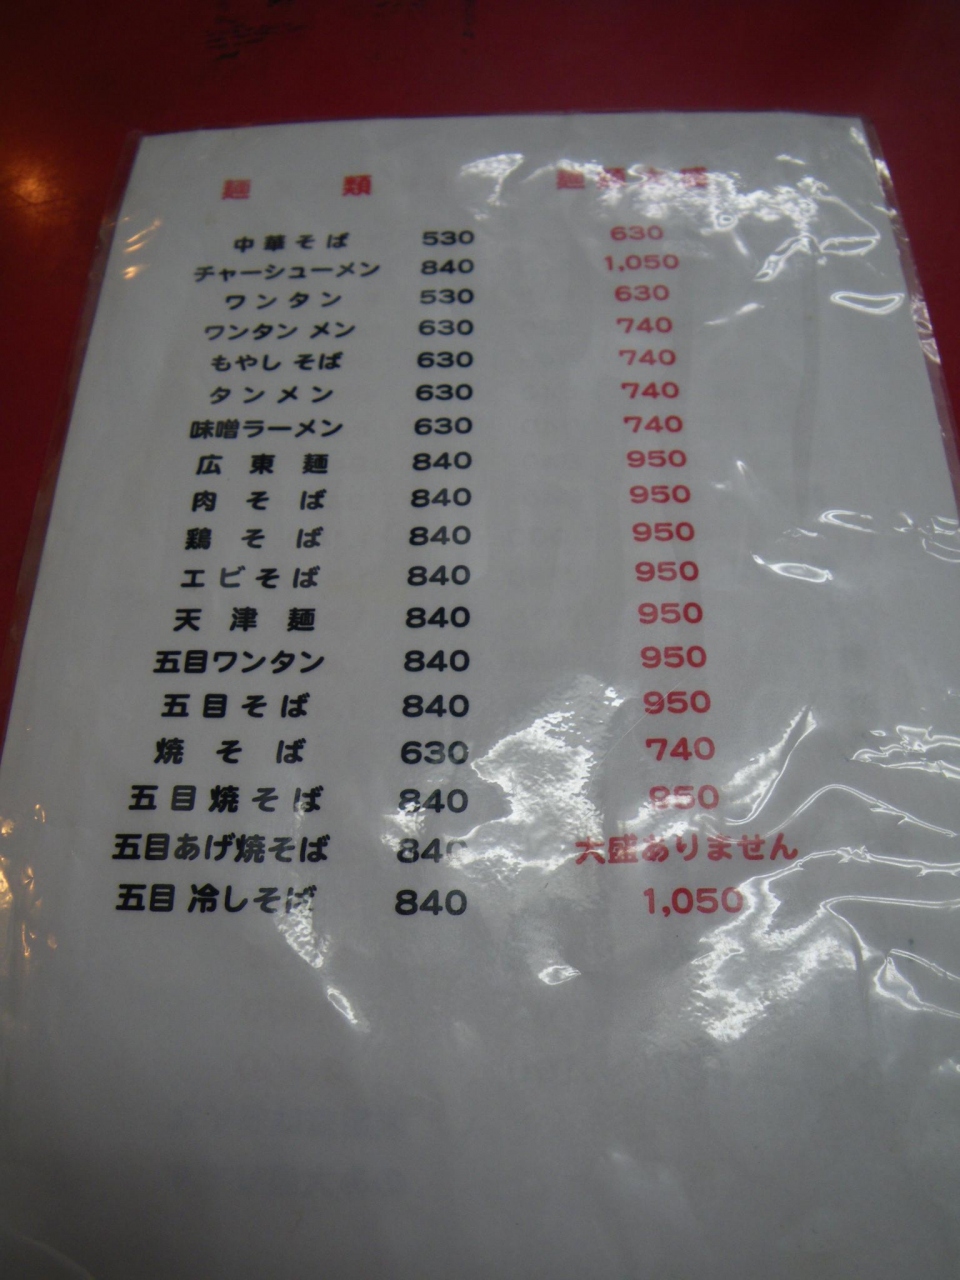 麺 類 麺類大盛
中華そば 530 630
チャーシューメン 840 1,050
ワンタン 530 630
ワンタン メン 630 740
もやし そば 630 740
タンメン 630 740
味噌ラーメン 630 740
広東麺 840 950
肉そば 840 950
鶏そば 840 950
エビそば 840 950
天津麺 840 950
五目ワンタン 840 950
五目そば 840 950
焼そば 630 740
五目焼そば 840 950
五目あげ焼そば 840 大盛ありません
五目 冷しそば 840 1,050